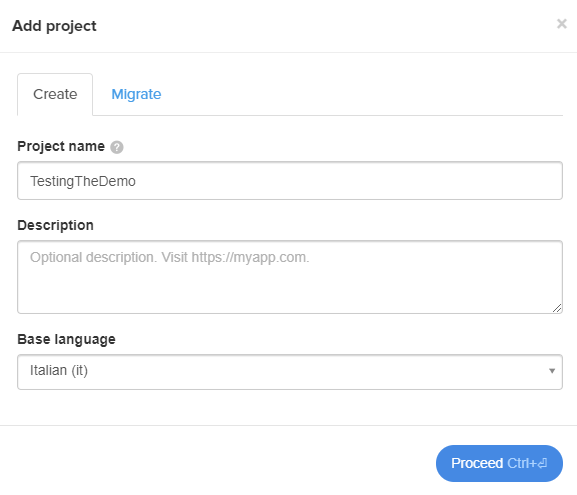 Add project
×
Create
Migrate
Project name ?
TestingTheDemo
Description
Optional description. Visit https://myapp.com.
Base language
Italian (it)
Proceed Ctrl+⏎